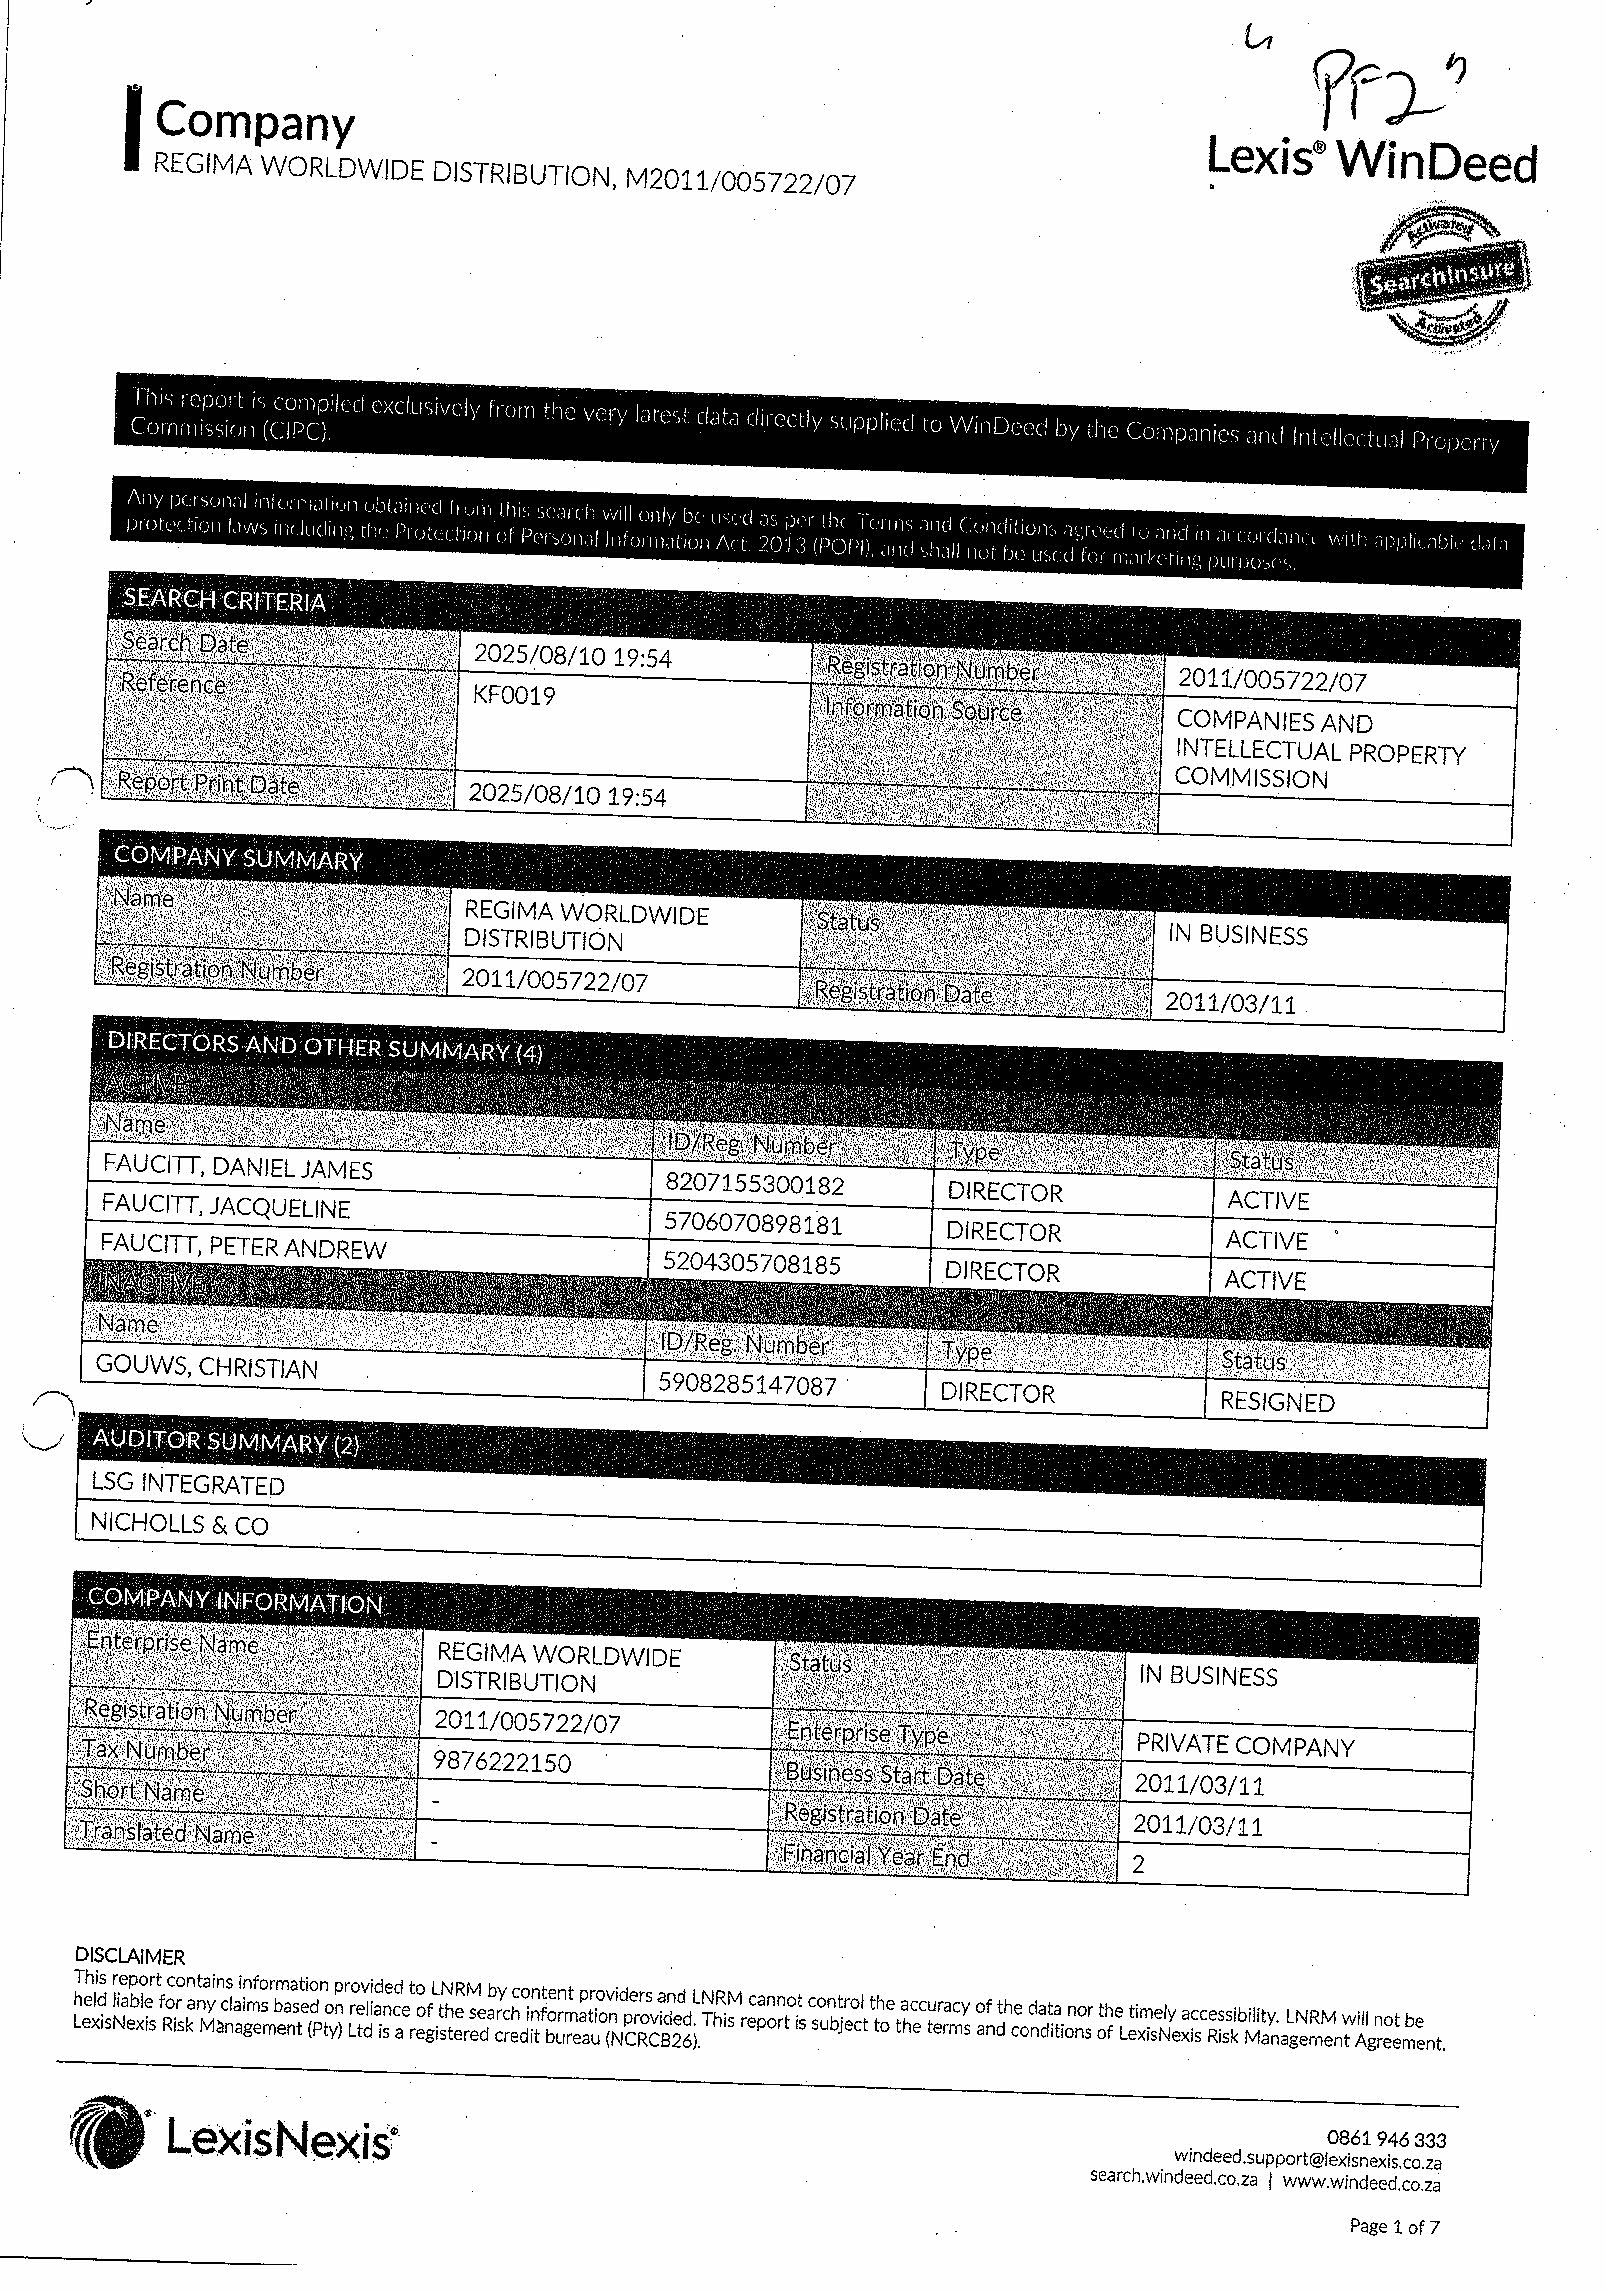 " PF2 "
Company
REGIMA WORLDWIDE DISTRIBUTION, M2011/005722/07
Lexis® WinDeed
Activated
SearchInsure
Activated
This report is compiled exclusively from the very latest data directly supplied to WinDeed by the Companies and Intellectual Property
Commission (CIPC).
Any personal information obtained from this search will only be used as per the Terms and Conditions agreed to and in accordance with applicable data
protection laws including the Protection of Personal Information Act, 2013 (POPI), and shall not be used for marketing purposes.
SEARCH CRITERIA
Search Date 2025/08/10 19:54 Registration Number 2011/005722/07
Reference KF0019 Information Source COMPANIES AND
INTELLECTUAL PROPERTY
COMMISSION
Report Print Date 2025/08/10 19:54
COMPANY SUMMARY
Name REGIMA WORLDWIDE Status IN BUSINESS
DISTRIBUTION
Registration Number 2011/005722/07 Registration Date 2011/03/11
DIRECTORS AND OTHER SUMMARY (4)
ACTIVE
Name ID/Reg. Number Type Status
FAUCITT, DANIEL JAMES 8207155300182 DIRECTOR ACTIVE
FAUCITT, JACQUELINE 5706070898181 DIRECTOR ACTIVE
FAUCITT, PETER ANDREW 5204305708185 DIRECTOR ACTIVE
INACTIVE
Name ID/Reg. Number Type Status
GOUWS, CHRISTIAN 5908285147087 DIRECTOR RESIGNED
AUDITOR SUMMARY (2)
LSG INTEGRATED
NICHOLLS & CO
COMPANY INFORMATION
Enterprise Name REGIMA WORLDWIDE Status IN BUSINESS
DISTRIBUTION
Registration Number 2011/005722/07 Enterprise Type PRIVATE COMPANY
Tax Number 9876222150 Business Start Date 2011/03/11
Short Name - Registration Date 2011/03/11
Translated Name - Financial Year End 2
DISCLAIMER
This report contains information provided to LNRM by content providers and LNRM cannot control the accuracy of the data nor the timely accessibility. LNRM will not be
held liable for any claims based on reliance of the search information provided. This report is subject to the terms and conditions of LexisNexis Risk Management Agreement.
LexisNexis Risk Management (Pty) Ltd is a registered credit bureau (NCRCB26).
LexisNexis®
0861 946 333
windeed.support@lexisnexis.co.za
search.windeed.co.za | www.windeed.co.za
Page 1 of 7